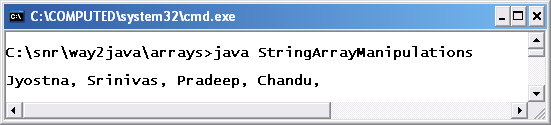 C:\COMPUTED\system32\cmd.exe
C:\snr\way2java\arrays>java StringArrayManipulations
Jyostna, Srinivas, Pradeep, Chandu,